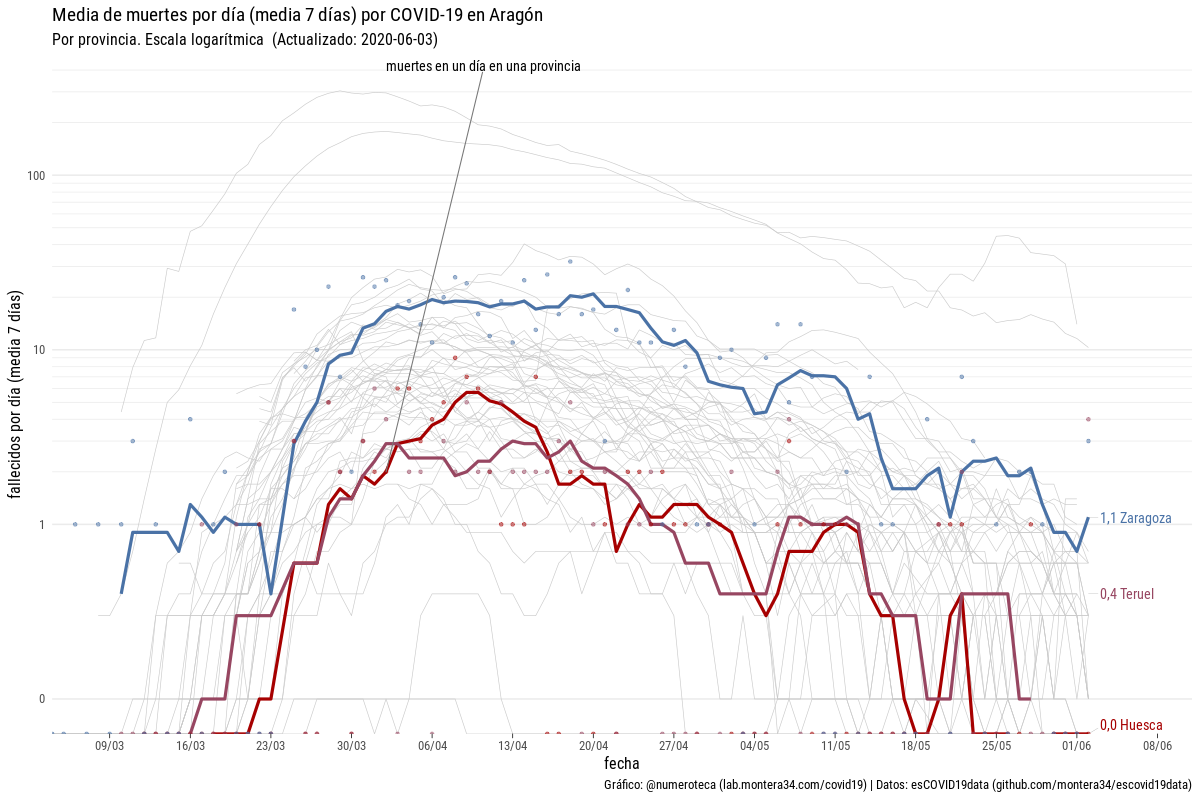 Media de muertes por día (media 7 días) por COVID-19 en Aragón
Por provincia. Escala logarítmica  (Actualizado: 2020-06-03)
muertes en un día en una provincia
fallecidos por día (media  7 días)
100
10
1
0
1,1 Zaragoza
0,4 Teruel
0,0 Huesca
09/03 16/03 23/03 30/03 06/04 13/04 20/04 27/04 04/05 11/05 18/05 25/05 01/06 08/06
fecha
Gráfico: @numeroteca (lab.montera34.com/covid19) | Datos: esCOVID19data (github.com/montera34/escovid19data)